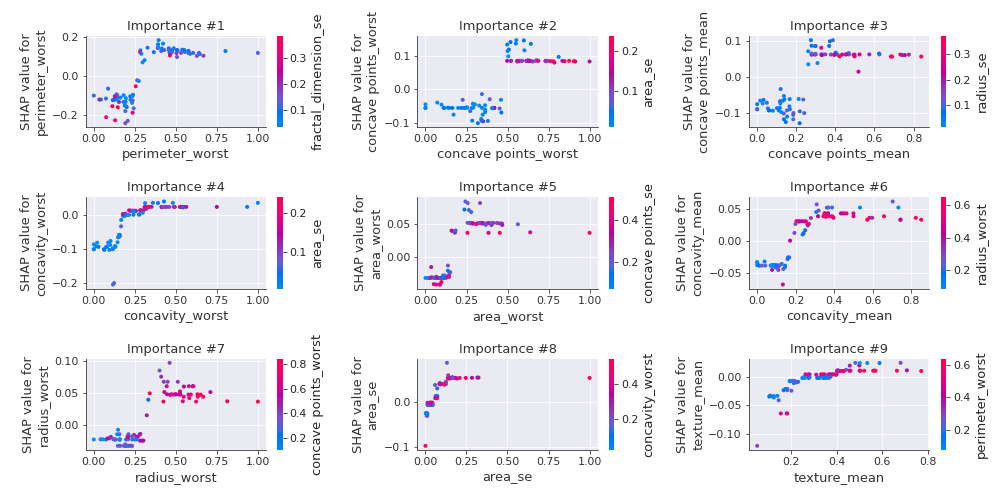 Importance #1
SHAP value for
perimeter_worst
0.2
0.0
−0.2
0.00 0.25 0.50 0.75 1.00
perimeter_worst
0.3
0.2
0.1
fractal_dimension_se
Importance #2
SHAP value for
concave points_worst
0.1
0.0
−0.1
0.00 0.25 0.50 0.75 1.00
concave points_worst
0.2
0.1
area_se
Importance #3
SHAP value for
concave points_mean
0.1
0.0
−0.1
0.0 0.2 0.4 0.6 0.8
concave points_mean
0.3
0.2
0.1
radius_se
Importance #4
SHAP value for
concavity_worst
0.0
−0.1
−0.2
0.00 0.25 0.50 0.75 1.00
concavity_worst
0.2
0.1
area_se
Importance #5
SHAP value for
area_worst
0.05
0.00
0.00 0.25 0.50 0.75 1.00
area_worst
0.4
0.2
concave points_se
Importance #6
SHAP value for
concavity_mean
0.05
0.00
−0.05
0.0 0.2 0.4 0.6 0.8
concavity_mean
0.6
0.4
0.2
radius_worst
Importance #7
SHAP value for
radius_worst
0.10
0.05
0.00
0.00 0.25 0.50 0.75 1.00
radius_worst
0.8
0.6
0.4
0.2
concave points_worst
Importance #8
SHAP value for
area_se
0.0
−0.1
0.00 0.25 0.50 0.75 1.00
area_se
0.4
0.2
concavity_worst
Importance #9
SHAP value for
texture_mean
0.00
−0.05
−0.10
0.2 0.4 0.6 0.8
texture_mean
0.6
0.4
0.2
perimeter_worst